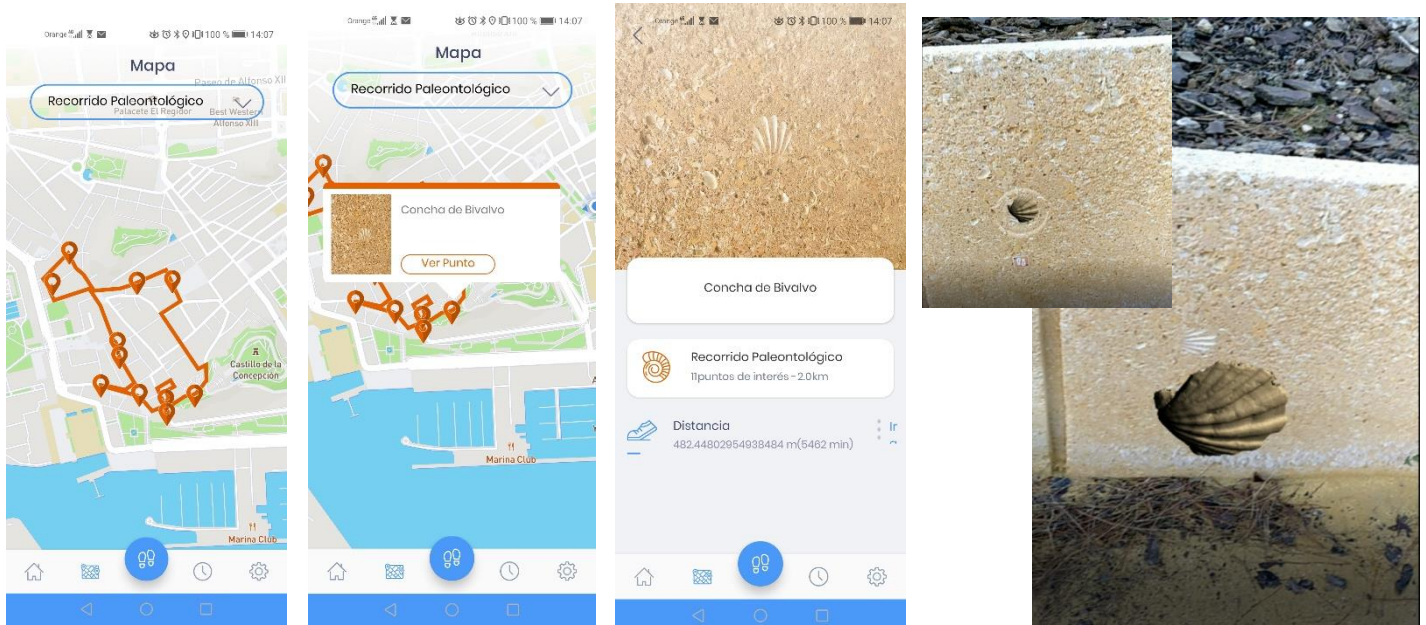 Orange 100 % 14:07
Mapa
Paseo de Alfonso XII
Recorrido Paleontológico
Palacete El Regidor
Best Western
Alfonso XIII
Castillo de la
Concepción
Marina Club
Orange 100 % 14:07
Mapa
Recorrido Paleontológico
Concha de Bivalvo
Ver Punto
Marina Club
Orange 100 % 14:07
Concha de Bivalvo
Recorrido Paleontológico
11puntos de interés - 2.0km
Distancia
482.44802954938484 m(5462 min)
Ir